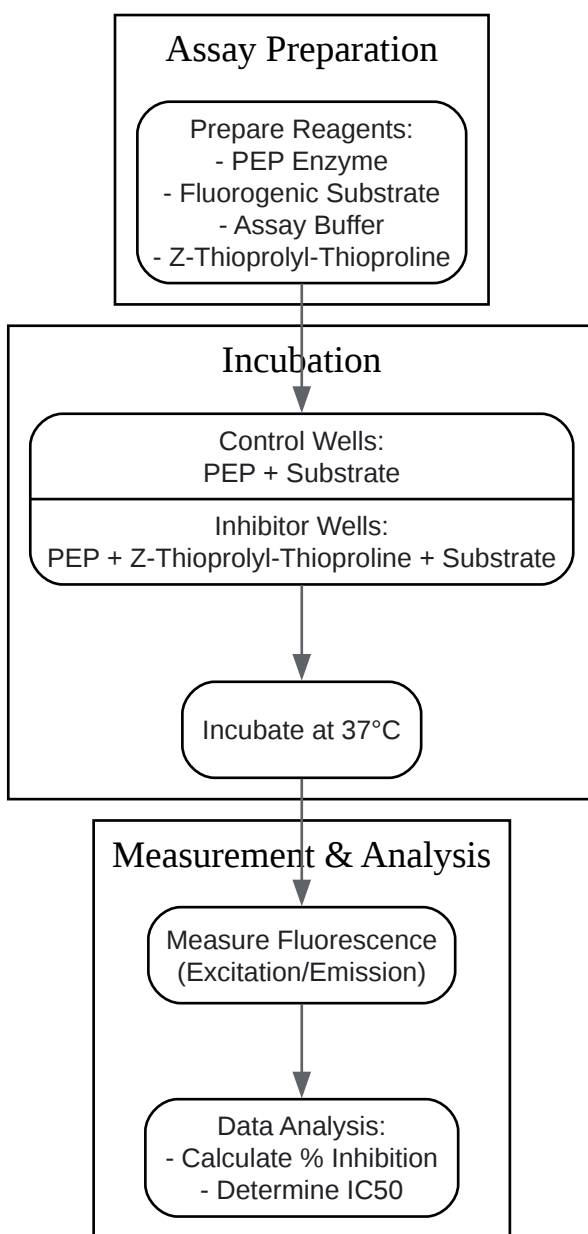 Assay Preparation
Prepare Reagents:
- PEP Enzyme
- Fluorogenic Substrate
- Assay Buffer
- Z-Thioprolyl-Thioproline
Incubation
Control Wells:
PEP + Substrate
Inhibitor Wells:
PEP + Z-Thioprolyl-Thioproline + Substrate
Incubate at 37°C
Measurement & Analysis
Measure Fluorescence
(Excitation/Emission)
Data Analysis:
- Calculate % Inhibition
- Determine IC50